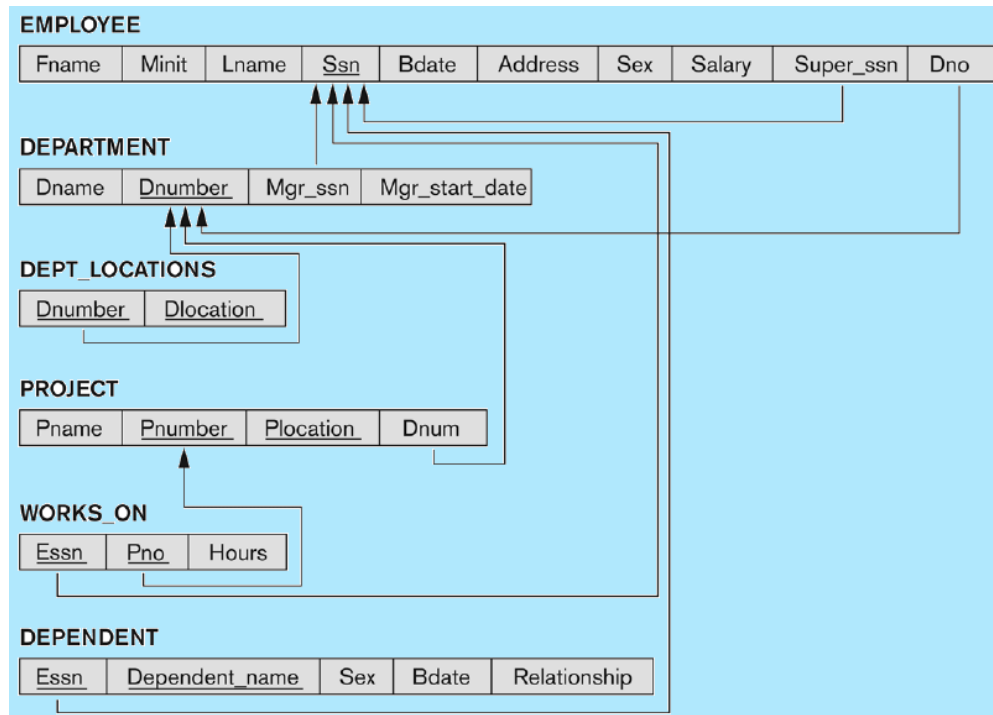 EMPLOYEE
Fname Minit Lname Ssn Bdate Address Sex Salary Super_ssn Dno
DEPARTMENT
Dname Dnumber Mgr_ssn Mgr_start_date
DEPT_LOCATIONS
Dnumber Dlocation
PROJECT
Pname Pnumber Plocation Dnum
WORKS_ON
Essn Pno Hours
DEPENDENT
Essn Dependent_name Sex Bdate Relationship